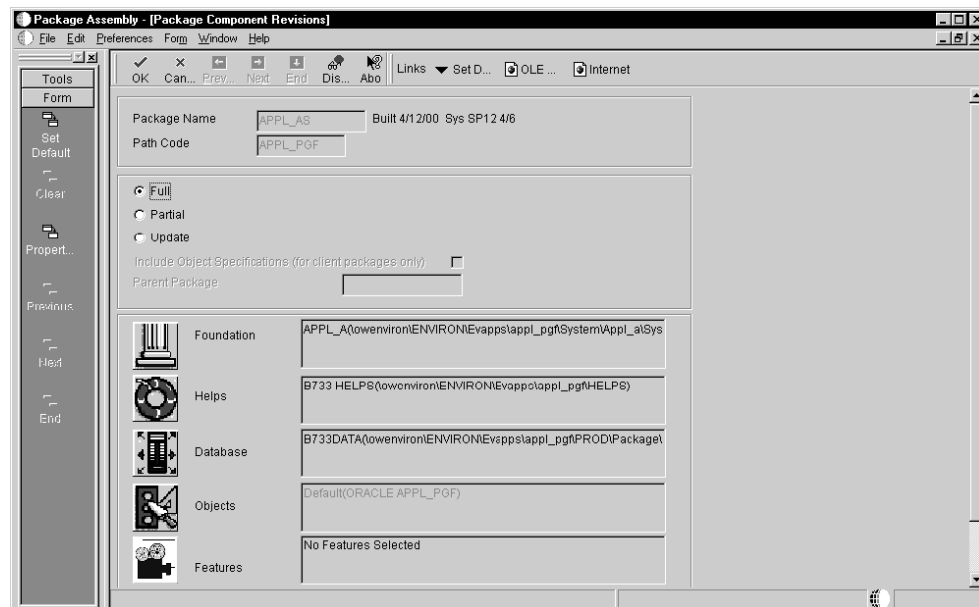 Package Assembly - [Package Component Revisions]
File Edit Preferences Form Window Help
Tools
Form
Set Default
Clear
Propert...
Previous
Next
End
OK Can... Prev... Next End Dis... Abo Links Set D... OLE ... Internet
Package Name APPL_AS Built 4/12/00 Sys SP12 4/6
Path Code APPL_PGF
Full
Partial
Update
Include Object Specifications (for client packages only)
Parent Package
Foundation APPL_A(\owenviron\ENVIRON\Evapps\appl_pgf\System\Appl_a\Sys
Helps B733 HELPS(\owenviron\ENVIRON\Evapps\appl_pgf\HELPS)
Database B733DATA(\owenviron\ENVIRON\Evapps\appl_pgf\PROD\Package\
Objects Default(ORACLE APPL_PGF)
Features No Features Selected